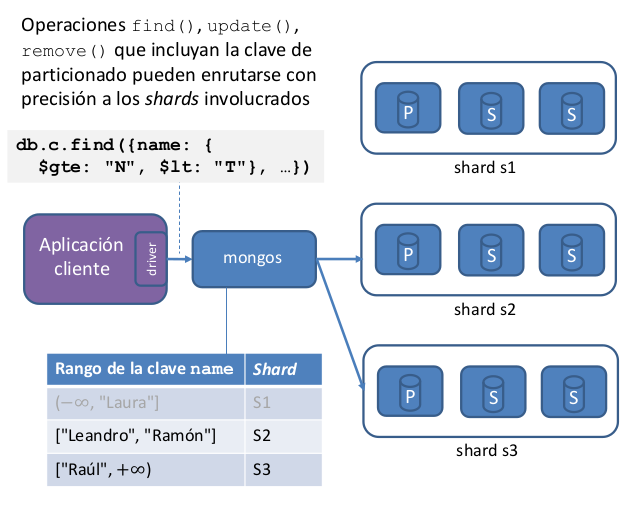 Operaciones find(), update(),
remove() que incluyan la clave de
particionado pueden enrutarse con
precisión a los shards involucrados
db.c.find({name: {
$gte: "N", $lt: "T"}, …})
Aplicación
cliente
driver
mongos
P S S
shard s1
P S S
shard s2
P S S
shard s3
Rango de la clave name Shard
(−∞, "Laura"] S1
["Leandro", "Ramón"] S2
["Raúl", +∞) S3